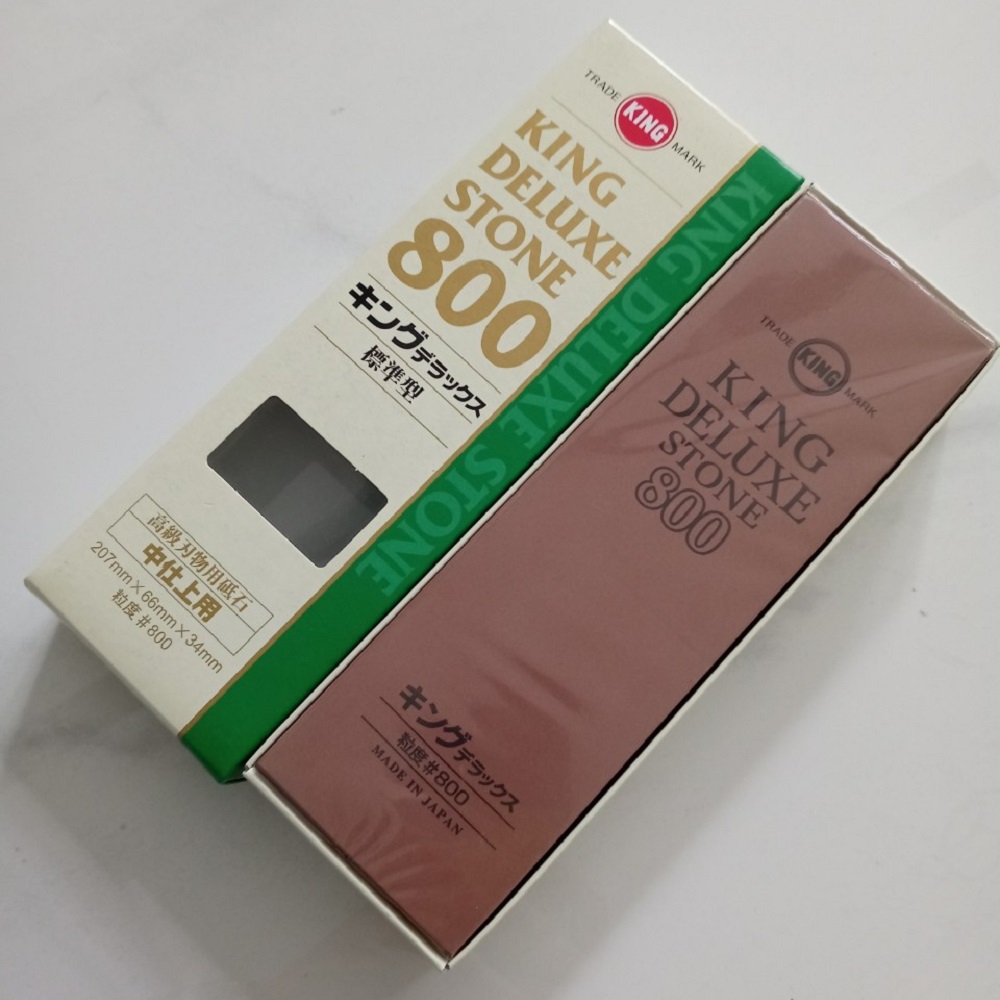 TRADE KING MARK
KING
DELUXE
STONE
800
キングデラックス
標準型
高級刃物用砥石
中仕上用
207mm×66mm×34mm
粒度#800
KING DELUXE STONE
TRADE KING MARK
KING
DELUXE
STONE
800
キングデラックス
粒度#800
MADE IN JAPAN